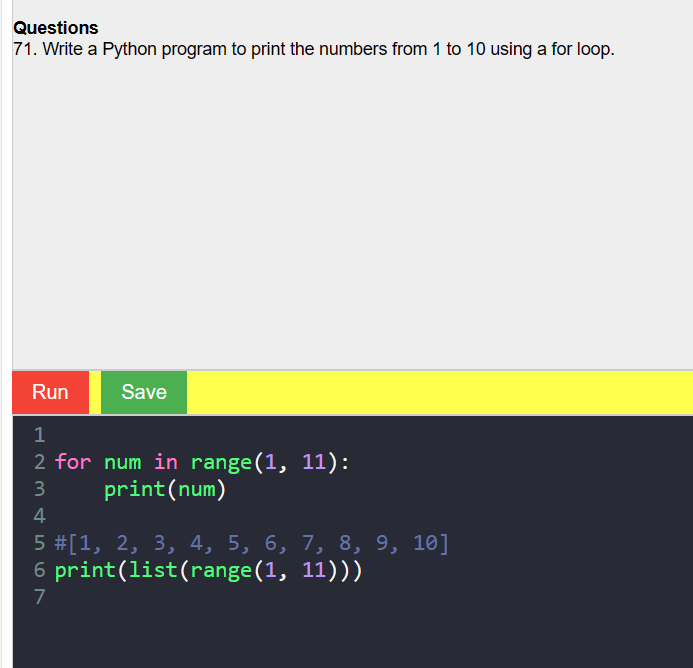 Questions
71. Write a Python program to print the numbers from 1 to 10 using a for loop.
Run Save
1
2 for num in range(1, 11):
3     print(num)
4
5 #[1, 2, 3, 4, 5, 6, 7, 8, 9, 10]
6 print(list(range(1, 11)))
7